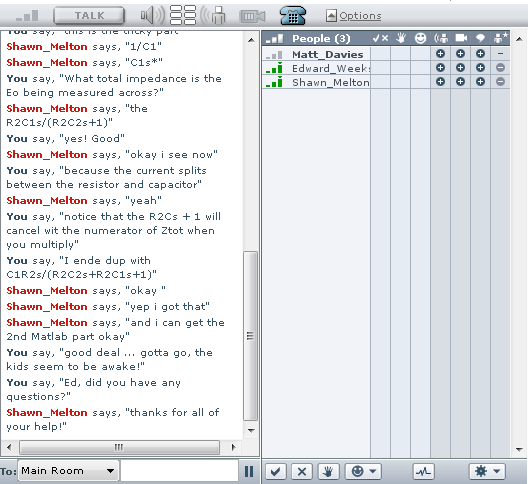 TALK
Options
You say, "this is the tricky part"
Shawn_Melton says, "1/C1"
Shawn_Melton says, "C1s*"
You say, "What total impedance is the
Eo being measured across?"
Shawn_Melton says, "the
R2C1s/(R2C2s+1)"
You say, "yes! Good"
Shawn_Melton says, "okay i see now"
You say, "because the current splits
between the resistor and capacitor"
Shawn_Melton says, "yeah"
You say, "notice that the R2Cs + 1 will
cancel wit the numerator of Ztot when
you multiply"
You say, "I ende dup with
C1R2s/(R2C2s+R2C1s+1)"
Shawn_Melton says, "okay "
Shawn_Melton says, "yep i got that"
Shawn_Melton says, "and i can get the
2nd Matlab part okay"
You say, "good deal ... gotta go, the
kids seem to be awake!"
You say, "Ed, did you have any
questions?"
Shawn_Melton says, "thanks for all of
your help!"
To: Main Room
People (3)
Matt_Davies
Edward_Weeks
Shawn_Melton